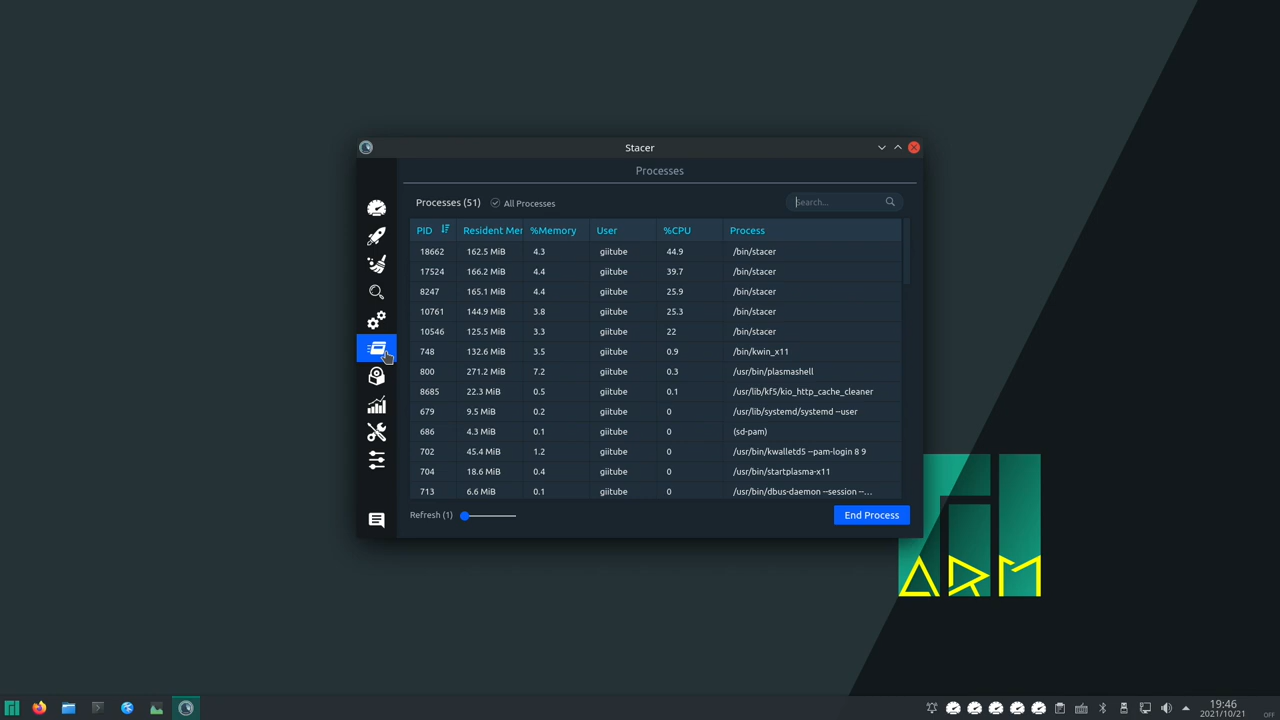 Stacer
Processes
Processes (51) All Processes Search...
PID Resident Mer %Memory User %CPU Process
18662 162.5 MiB 4.3 giitube 44.9 /bin/stacer
17524 166.2 MiB 4.4 giitube 39.7 /bin/stacer
8247 165.1 MiB 4.4 giitube 25.9 /bin/stacer
10761 144.9 MiB 3.8 giitube 25.3 /bin/stacer
10546 125.5 MiB 3.3 giitube 22 /bin/stacer
748 132.6 MiB 3.5 giitube 0.9 /bin/kwin_x11
800 271.2 MiB 7.2 giitube 0.3 /usr/bin/plasmashell
8685 22.3 MiB 0.5 giitube 0.1 /usr/lib/kf5/kio_http_cache_cleaner
679 9.5 MiB 0.2 giitube 0 /usr/lib/systemd/systemd --user
686 4.3 MiB 0.1 giitube 0 (sd-pam)
702 45.4 MiB 1.2 giitube 0 /usr/bin/kwalletd5 --pam-login 8 9
704 18.6 MiB 0.4 giitube 0 /usr/bin/startplasma-x11
713 6.6 MiB 0.1 giitube 0 /usr/bin/dbus-daemon --session --...
Refresh (1) End Process
ARM
19:46
2021/10/21
OFF